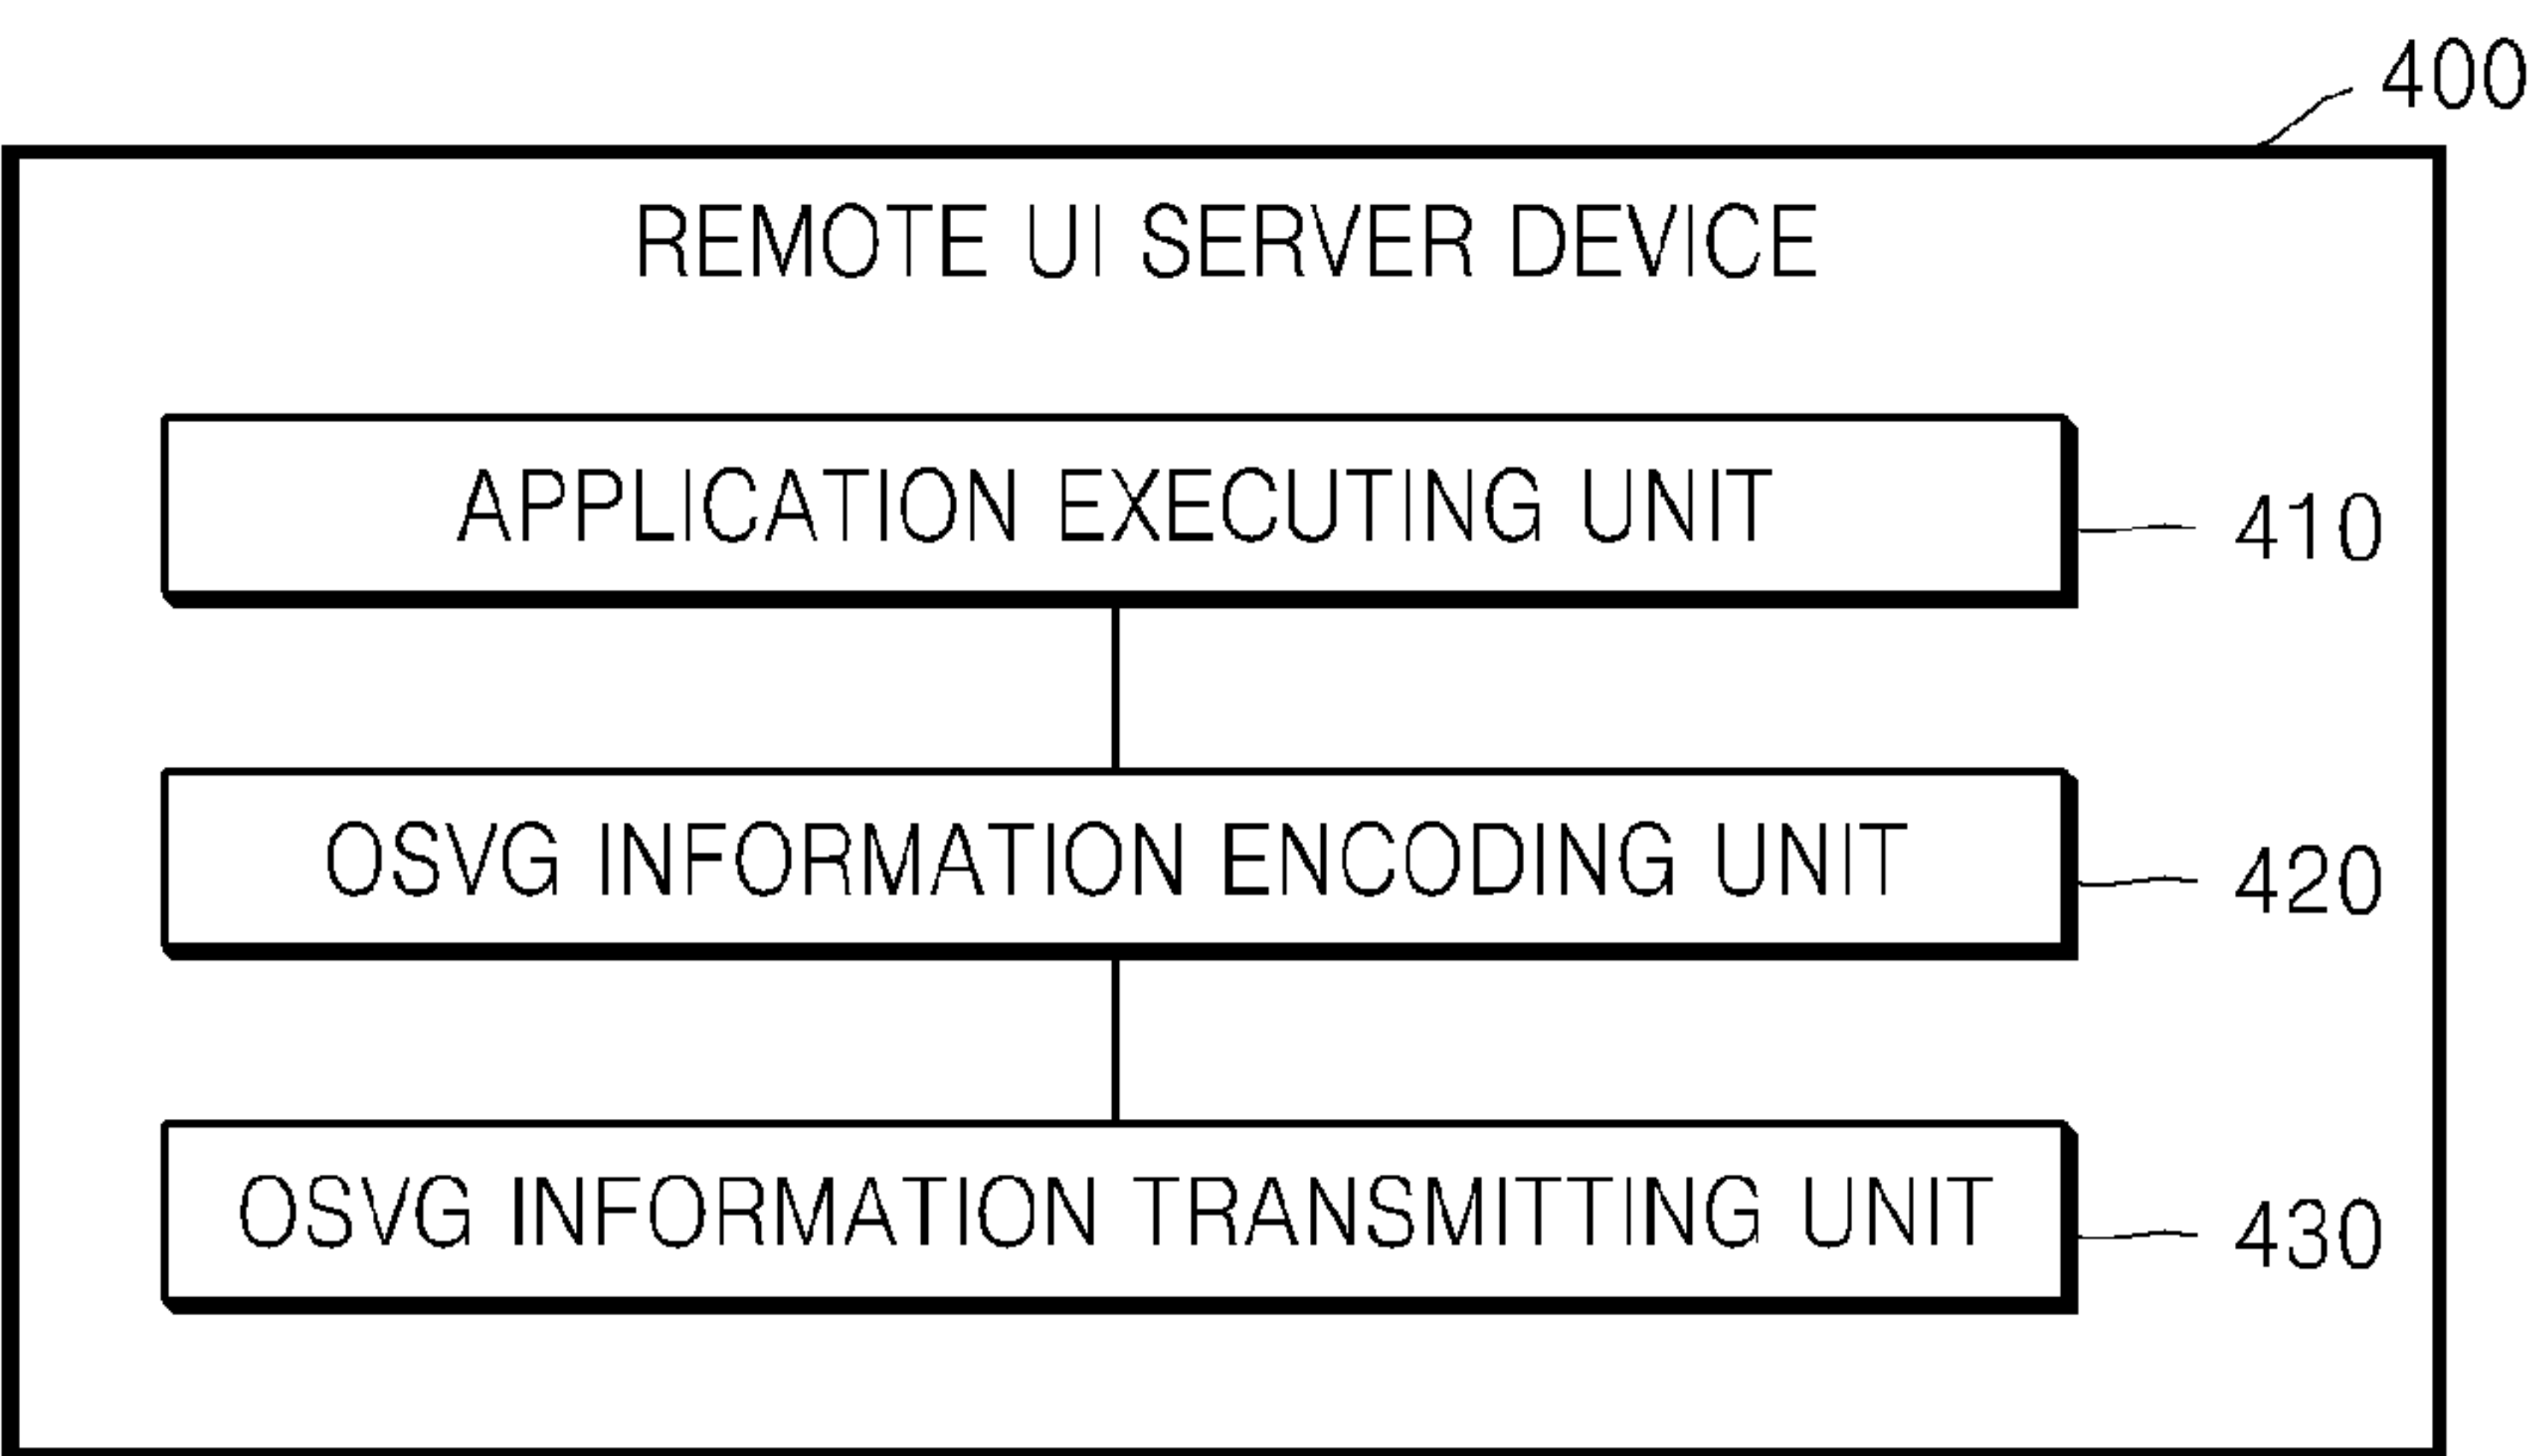 400
REMOTE UI SERVER DEVICE
APPLICATION EXECUTING UNIT
410
OSVG INFORMATION ENCODING UNIT
420
OSVG INFORMATION TRANSMITTING UNIT
430